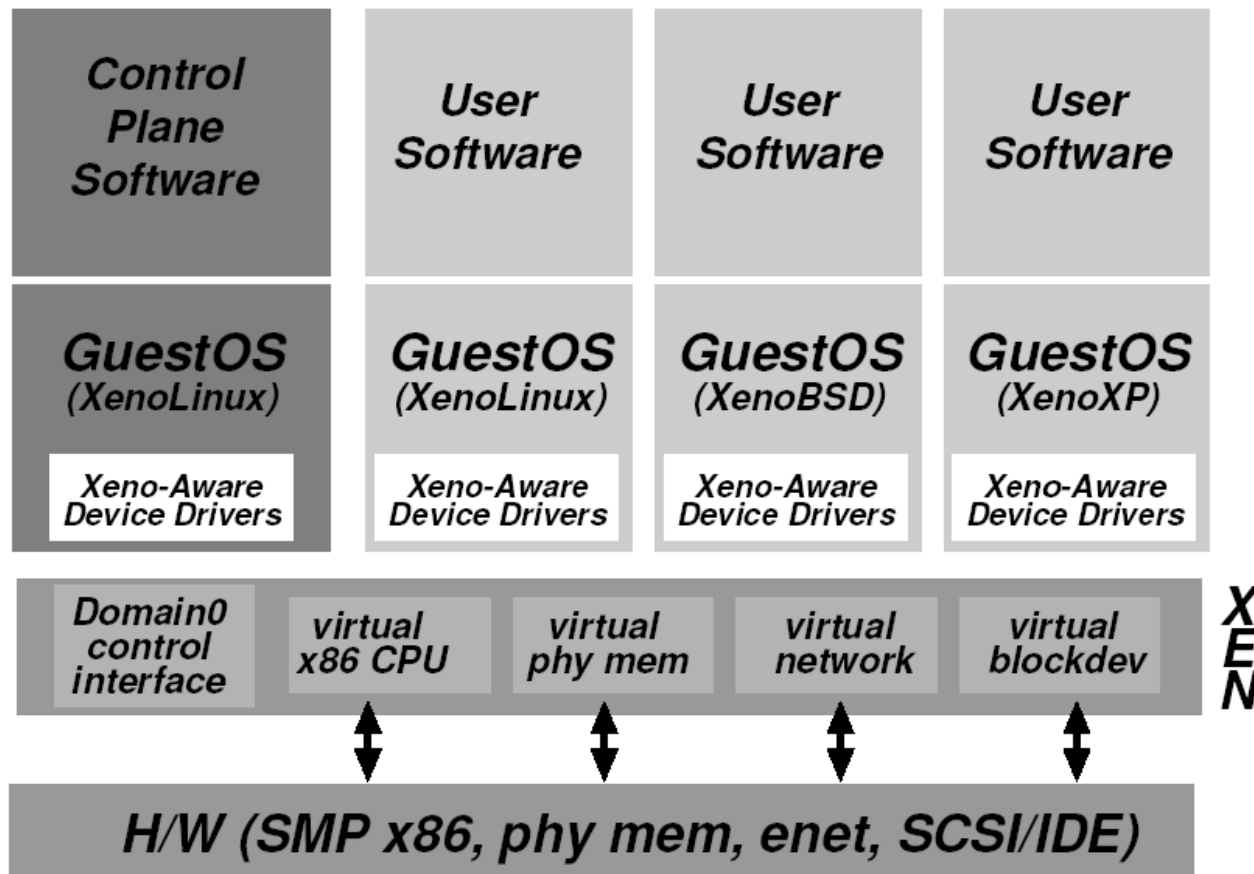 Control
Plane
Software
User
Software
User
Software
User
Software
GuestOS
(XenoLinux)
Xeno-Aware
Device Drivers
GuestOS
(XenoLinux)
Xeno-Aware
Device Drivers
GuestOS
(XenoBSD)
Xeno-Aware
Device Drivers
GuestOS
(XenoXP)
Xeno-Aware
Device Drivers
Domain0
control
interface
virtual
x86 CPU
virtual
phy mem
virtual
network
virtual
blockdev
X
E
N
H/W (SMP x86, phy mem, enet, SCSI/IDE)